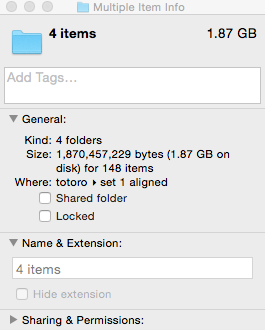 Multiple Item Info
4 items 1.87 GB
Add Tags…
General:
Kind: 4 folders
Size: 1,870,457,229 bytes (1.87 GB on
disk) for 148 items
Where: totoro ▸ set 1 aligned
Shared folder
Locked
Name & Extension:
4 items
Hide extension
Sharing & Permissions: